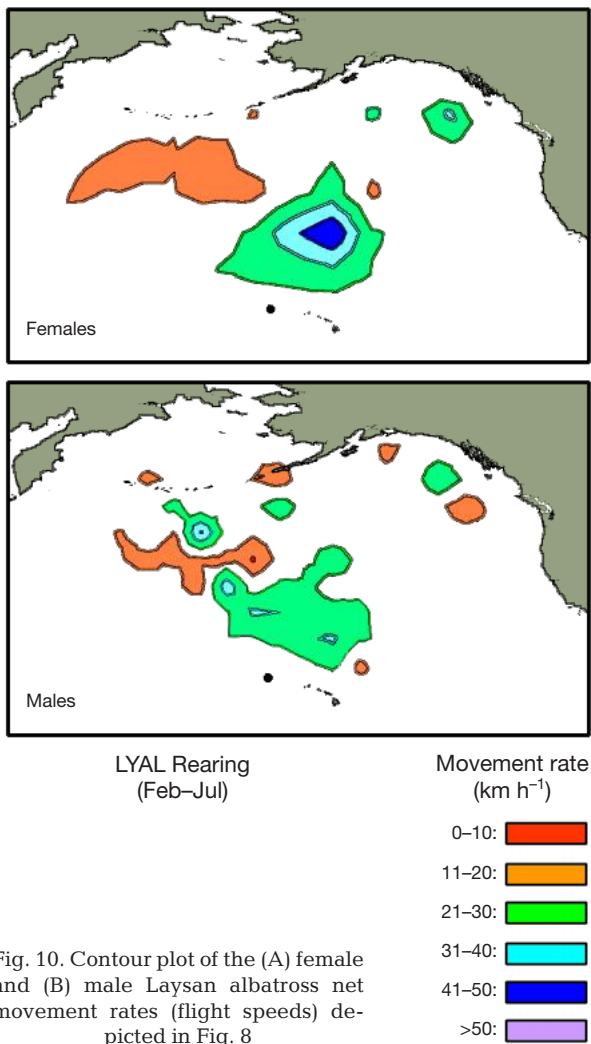 Females
Males
LYAL Rearing
(Feb–Jul)
Movement rate
(km h⁻¹)
0–10:
11–20:
21–30:
31–40:
41–50:
>50:
Fig. 10. Contour plot of the (A) female
and (B) male Laysan albatross net
movement rates (flight speeds) de-
picted in Fig. 8